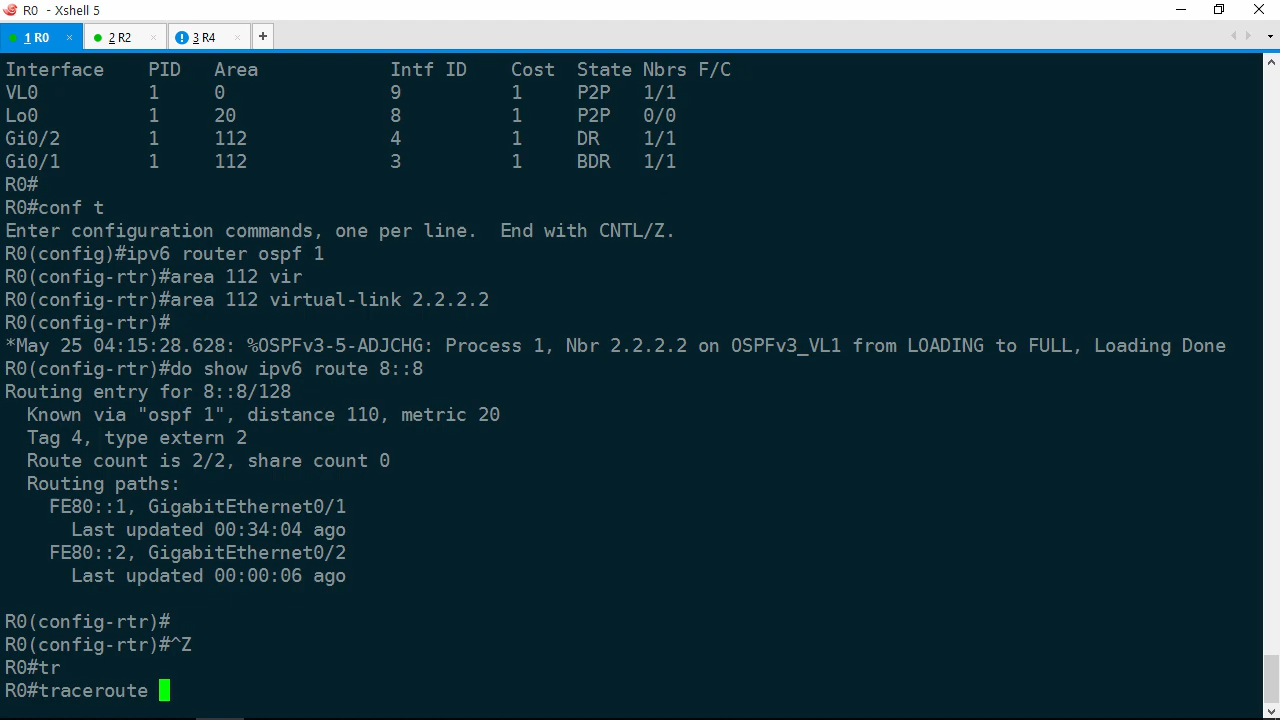 R0 - Xshell 5
1 R0 × 2 R2 × 3 R4 × +
Interface PID Area Intf ID Cost State Nbrs F/C
VL0 1 0 9 1 P2P 1/1
Lo0 1 20 8 1 P2P 0/0
Gi0/2 1 112 4 1 DR 1/1
Gi0/1 1 112 3 1 BDR 1/1
R0#
R0#conf t
Enter configuration commands, one per line. End with CNTL/Z.
R0(config)#ipv6 router ospf 1
R0(config-rtr)#area 112 vir
R0(config-rtr)#area 112 virtual-link 2.2.2.2
R0(config-rtr)#
*May 25 04:15:28.628: %OSPFv3-5-ADJCHG: Process 1, Nbr 2.2.2.2 on OSPFv3_VL1 from LOADING to FULL, Loading Done
R0(config-rtr)#do show ipv6 route 8::8
Routing entry for 8::8/128
Known via "ospf 1", distance 110, metric 20
Tag 4, type extern 2
Route count is 2/2, share count 0
Routing paths:
FE80::1, GigabitEthernet0/1
Last updated 00:34:04 ago
FE80::2, GigabitEthernet0/2
Last updated 00:00:06 ago
R0(config-rtr)#
R0(config-rtr)#^Z
R0#tr
R0#traceroute